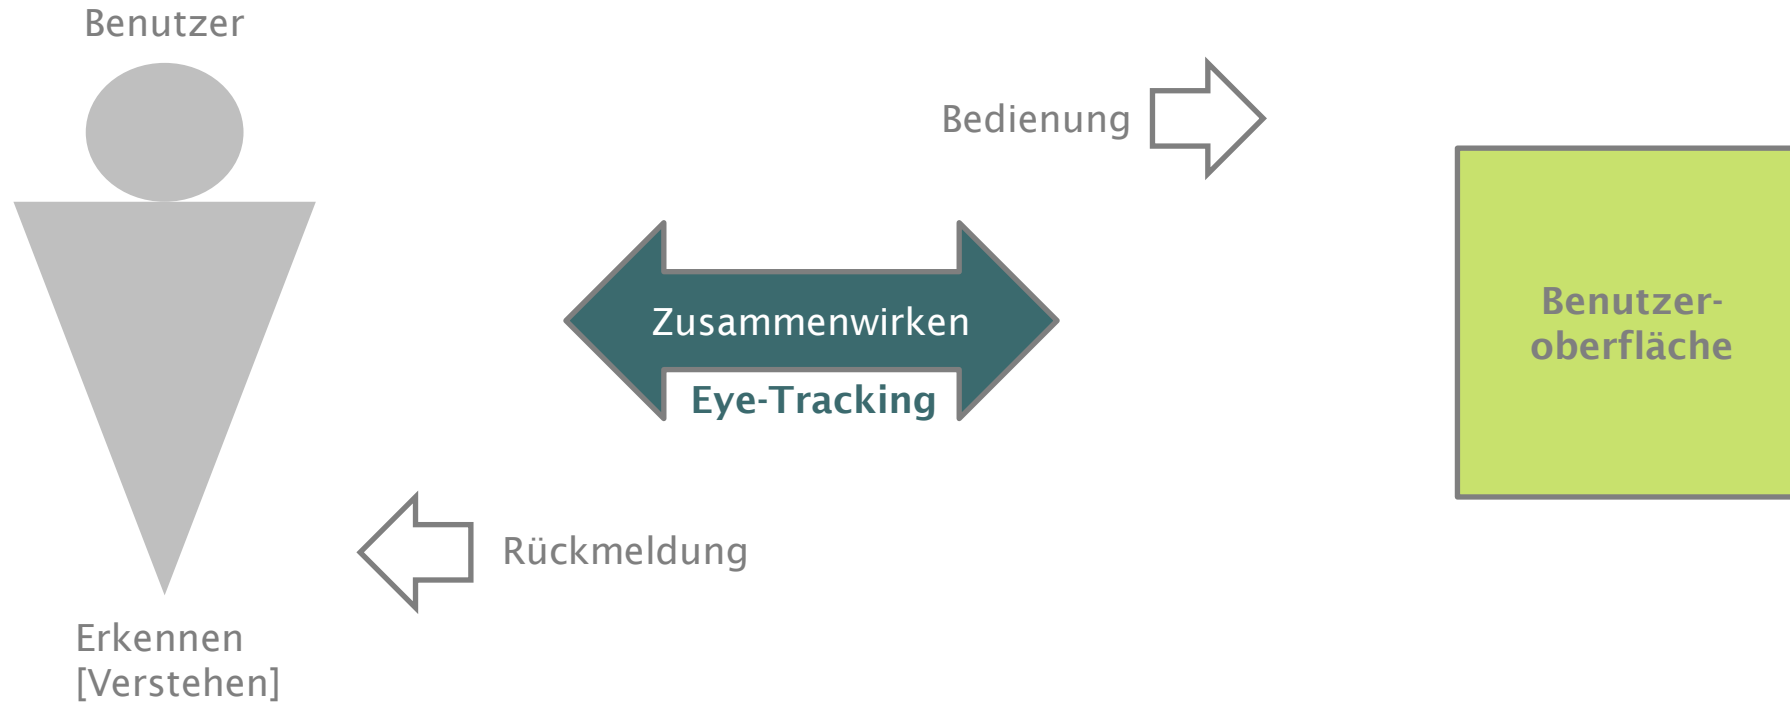 Benutzer
Bedienung
Zusammenwirken
Eye-Tracking
Benutzer-
oberfläche
Rückmeldung
Erkennen
[Verstehen]